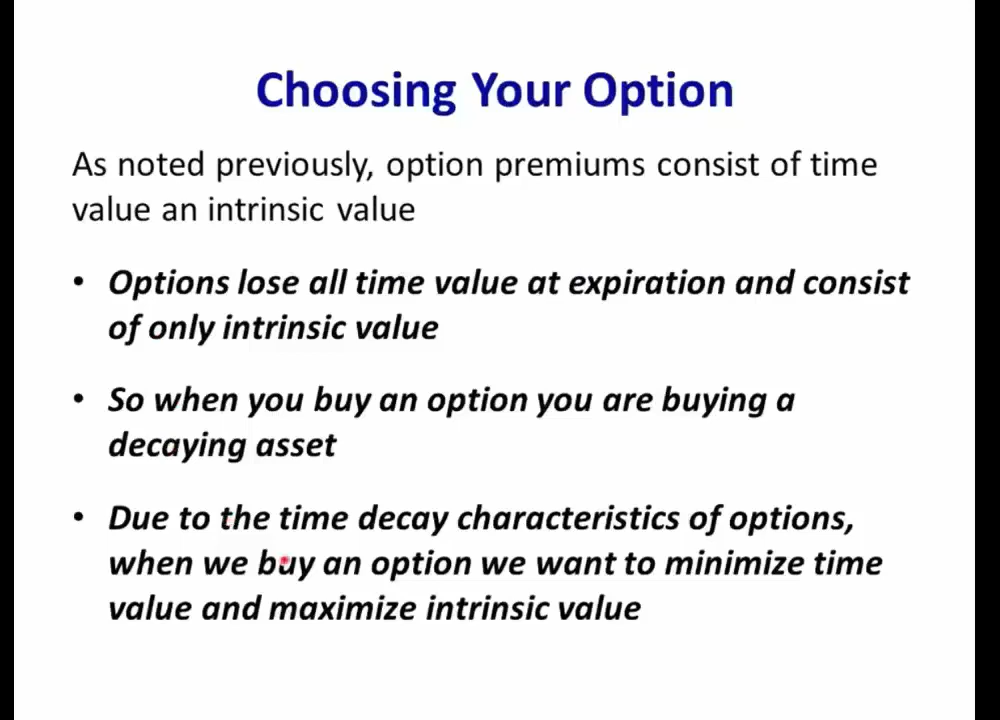 Choosing Your Option
As noted previously, option premiums consist of time
value an intrinsic value
• Options lose all time value at expiration and consist
of only intrinsic value
• So when you buy an option you are buying a
decaying asset
• Due to the time decay characteristics of options,
when we buy an option we want to minimize time
value and maximize intrinsic value